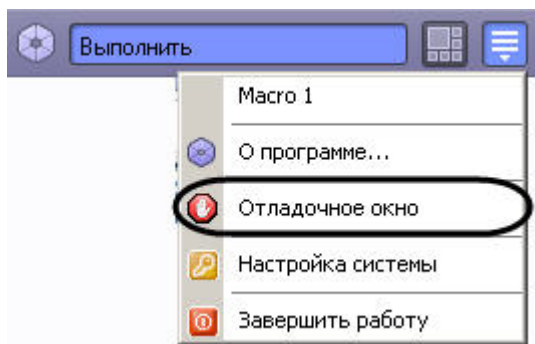 Выполнить
Macro 1
О программе...
Отладочное окно
Настройка системы
Завершить работу